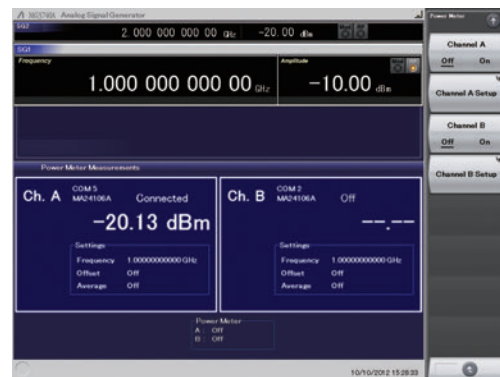 MG3740A Analog Signal Generator
SG2
2. 000 000 000 00 GHz -20. 00 dBm
SG1
Frequency Amplitude
1.000 000 000 00 GHz -10.00 dBm
Power Meter Measurements
Ch. A COM 5 MA24106A Connected
-20.13 dBm
Settings
Frequency 1.00000000000 GHz
Offset Off
Average Off
Ch. B COM 2 MA24106A Off
--.--
Settings
Frequency 1.00000000000 GHz
Offset Off
Average Off
Power Meter
A : Off
B : Off
10/10/2012 15:28:33
Power Meter
Channel A
Off On
Channel A Setup
Channel B
Off On
Channel B Setup